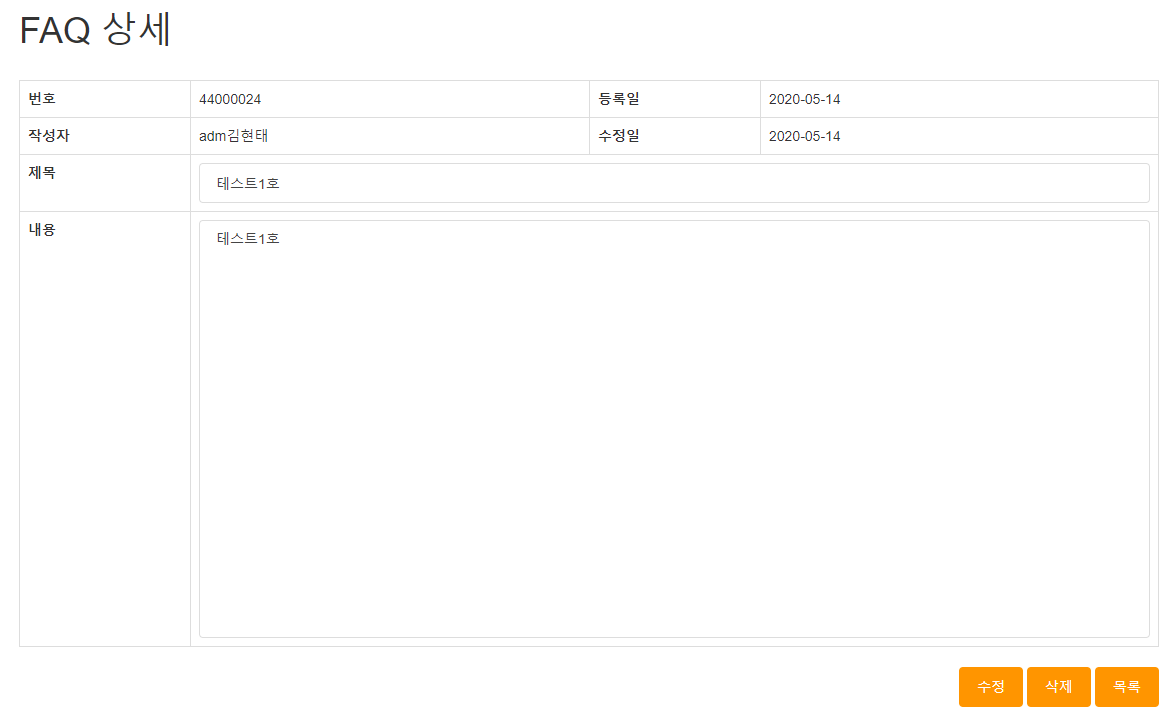 FAQ 상세
번호 44000024 등록일 2020-05-14
작성자 adm김현태 수정일 2020-05-14
제목 테스트1호
내용 테스트1호
수정 삭제 목록